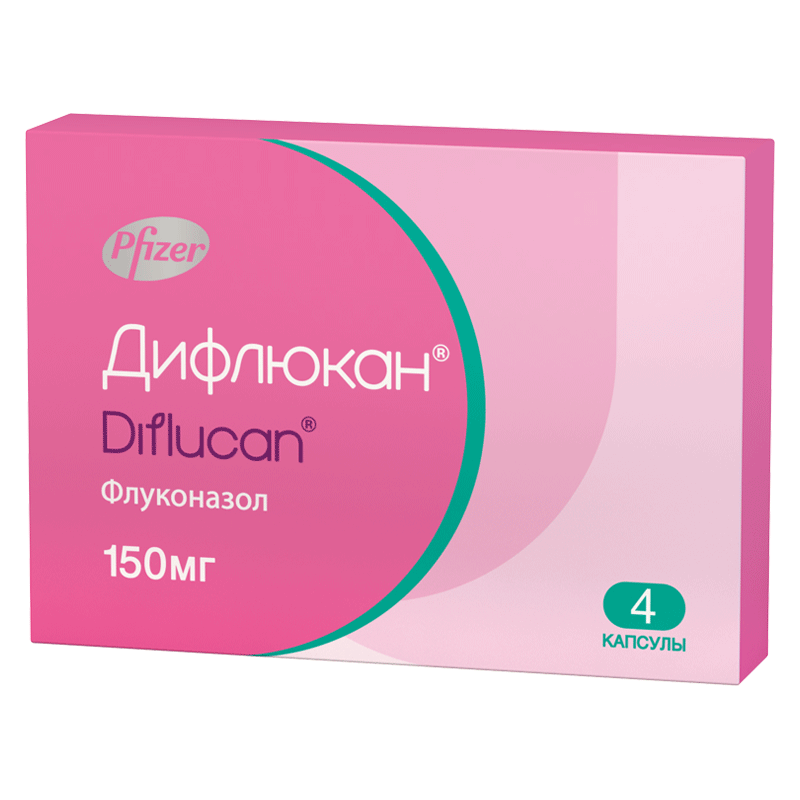 Pfizer
Дифлюкан®
Diflucan®
Флуконазол
150мг
4
КАПСУЛЫ